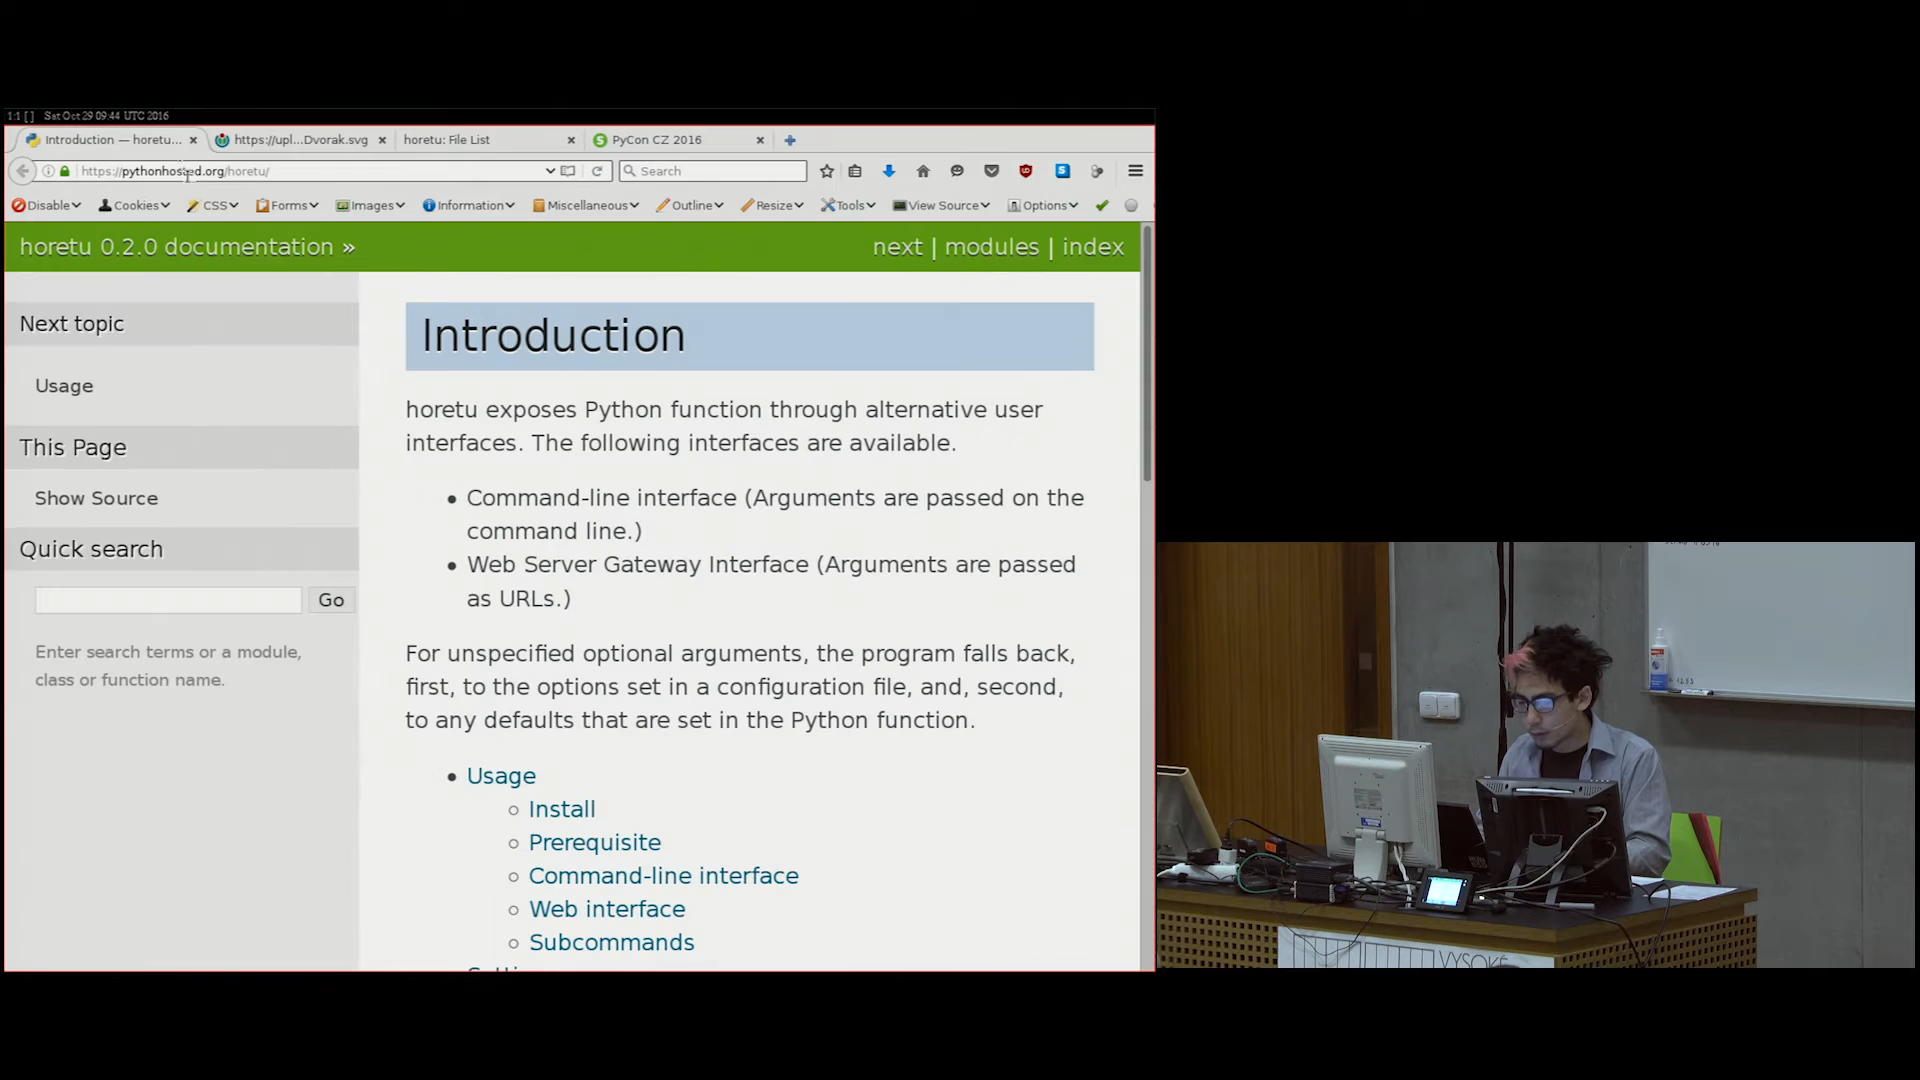 1:1 [ ] Sat Oct 29 09:44 UTC 2016
Introduction — horetu... https://upl...Dvorak.svg horetu: File List PyCon CZ 2016
https://pythonhosted.org/horetu/ Search
Disable Cookies CSS Forms Images Information Miscellaneous Outline Resize Tools View Source Options
horetu 0.2.0 documentation » next | modules | index
Next topic
Usage
This Page
Show Source
Quick search
Go
Enter search terms or a module,
class or function name.
Introduction
horetu exposes Python function through alternative user
interfaces. The following interfaces are available.
• Command-line interface (Arguments are passed on the
command line.)
• Web Server Gateway Interface (Arguments are passed
as URLs.)
For unspecified optional arguments, the program falls back,
first, to the options set in a configuration file, and, second,
to any defaults that are set in the Python function.
• Usage
Install
Prerequisite
Command-line interface
Web interface
Subcommands
VYSOKÉ